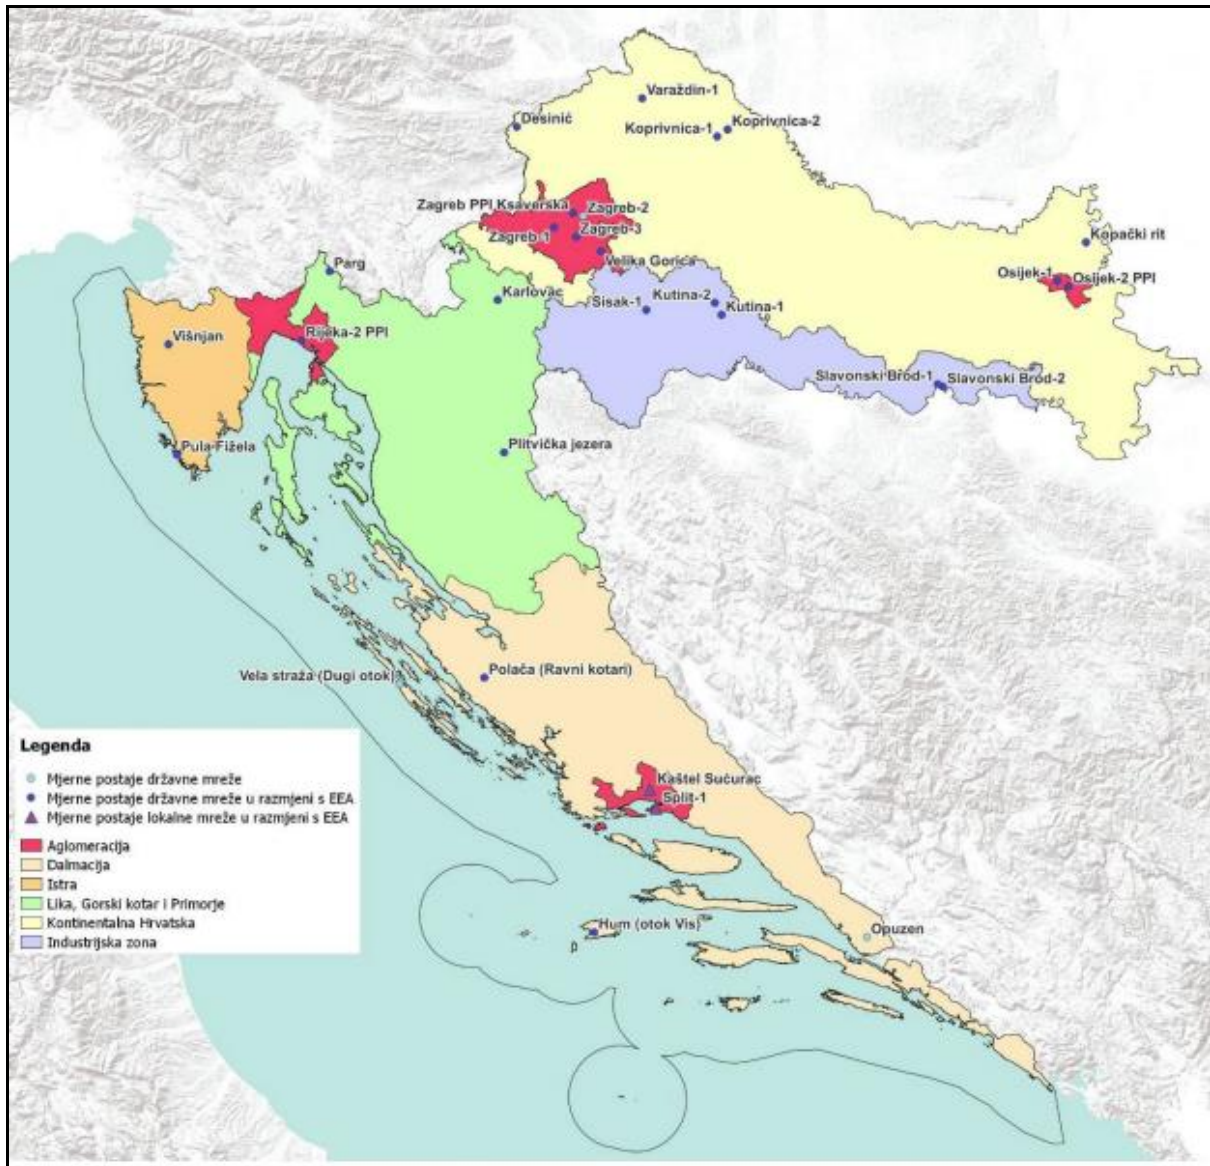 Varaždin-1
Desinić
Koprivnica-2
Koprivnica-1
Zagreb PPI Ksaverska
Zagreb-2
Zagreb-1
Zagreb-3
Kopački rit
Velika Gorica
Parg
Osijek-1
Osijek-2 PPI
Karlovac
Sisak-1
Kutina-2
Kutina-1
Višnjan
Rijeka-2 PPI
Slavonski Brod-1
Slavonski Brod-2
Pula Fižela
Plitvička jezera
Vela straža (Dugi otok)
Polača (Ravni kotari)
Kaštel Sućurac
Split-1
Hum (otok Vis)
Opuzen
Legenda
Mjerne postaje državne mreže
Mjerne postaje državne mreže u razmjeni s EEA
Mjerne postaje lokalne mreže u razmjeni s EEA
Aglomeracija
Dalmacija
Istra
Lika, Gorski kotar i Primorje
Kontinentalna Hrvatska
Industrijska zona